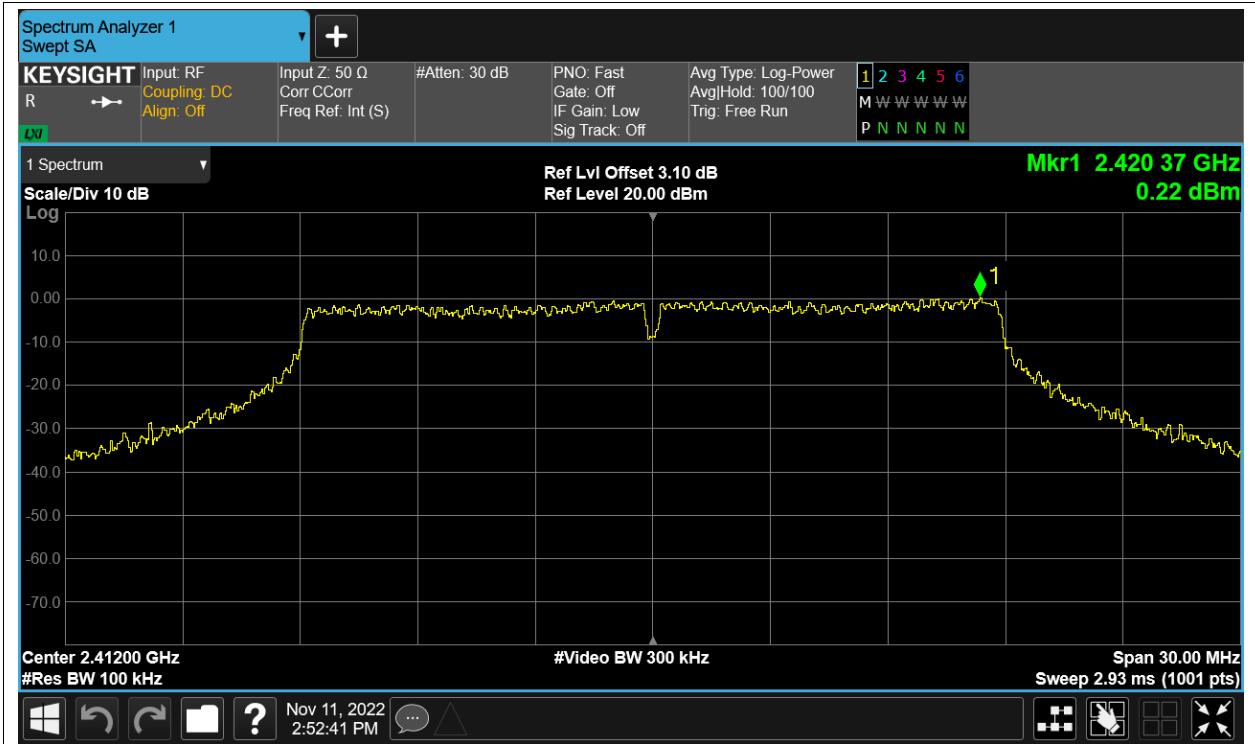 Spectrum Analyzer 1
Swept SA
KEYSIGHT
R
LXI
Input: RF
Coupling: DC
Align: Off
Input Z: 50 Ω
Corr CCorr
Freq Ref: Int (S)
#Atten: 30 dB
PNO: Fast
Gate: Off
IF Gain: Low
Sig Track: Off
Avg Type: Log-Power
Avg|Hold: 100/100
Trig: Free Run
1 2 3 4 5 6
M W W W W W
P N N N N N
1 Spectrum
Scale/Div 10 dB
Ref Lvl Offset 3.10 dB
Ref Level 20.00 dBm
Mkr1 2.420 37 GHz
0.22 dBm
Log
10.0
0.00
-10.0
-20.0
-30.0
-40.0
-50.0
-60.0
-70.0
1
Center 2.41200 GHz
#Video BW 300 kHz
Span 30.00 MHz
#Res BW 100 kHz
Sweep 2.93 ms (1001 pts)
?
Nov 11, 2022
2:52:41 PM